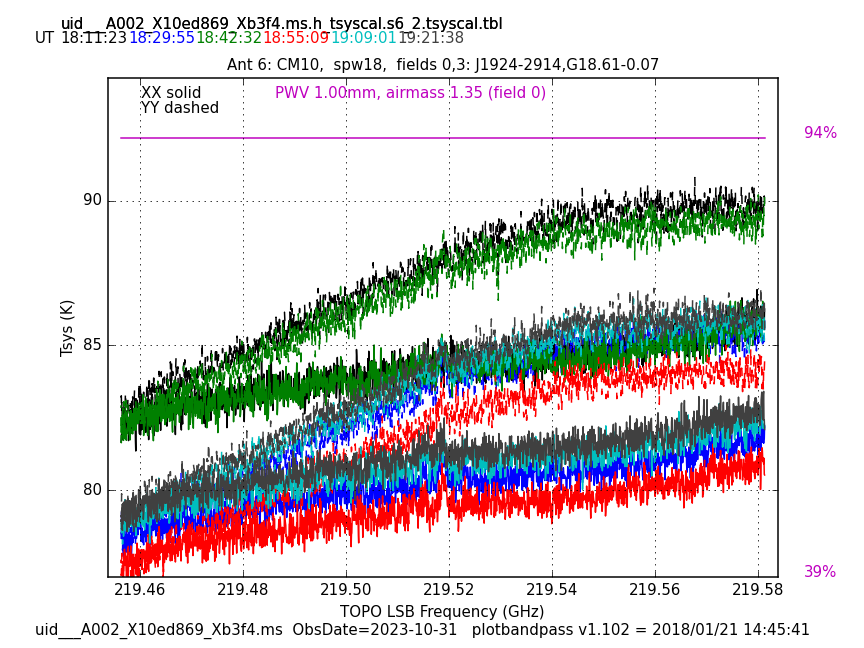 uid___A002_X10ed869_Xb3f4.ms.h_tsyscal.s6_2.tsyscal.tbl
UT 18:11:23 18:29:55 18:42:32 18:55:09 19:09:01 19:21:38
Ant 6: CM10,  spw18,  fields 0,3: J1924-2914,G18.61-0.07
XX solid
PWV 1.00mm, airmass 1.35 (field 0)
YY dashed
94%
90
85
80
Tsys (K)
39%
219.46 219.48 219.50 219.52 219.54 219.56 219.58
TOPO LSB Frequency (GHz)
uid___A002_X10ed869_Xb3f4.ms  ObsDate=2023-10-31   plotbandpass v1.102 = 2018/01/21 14:45:41